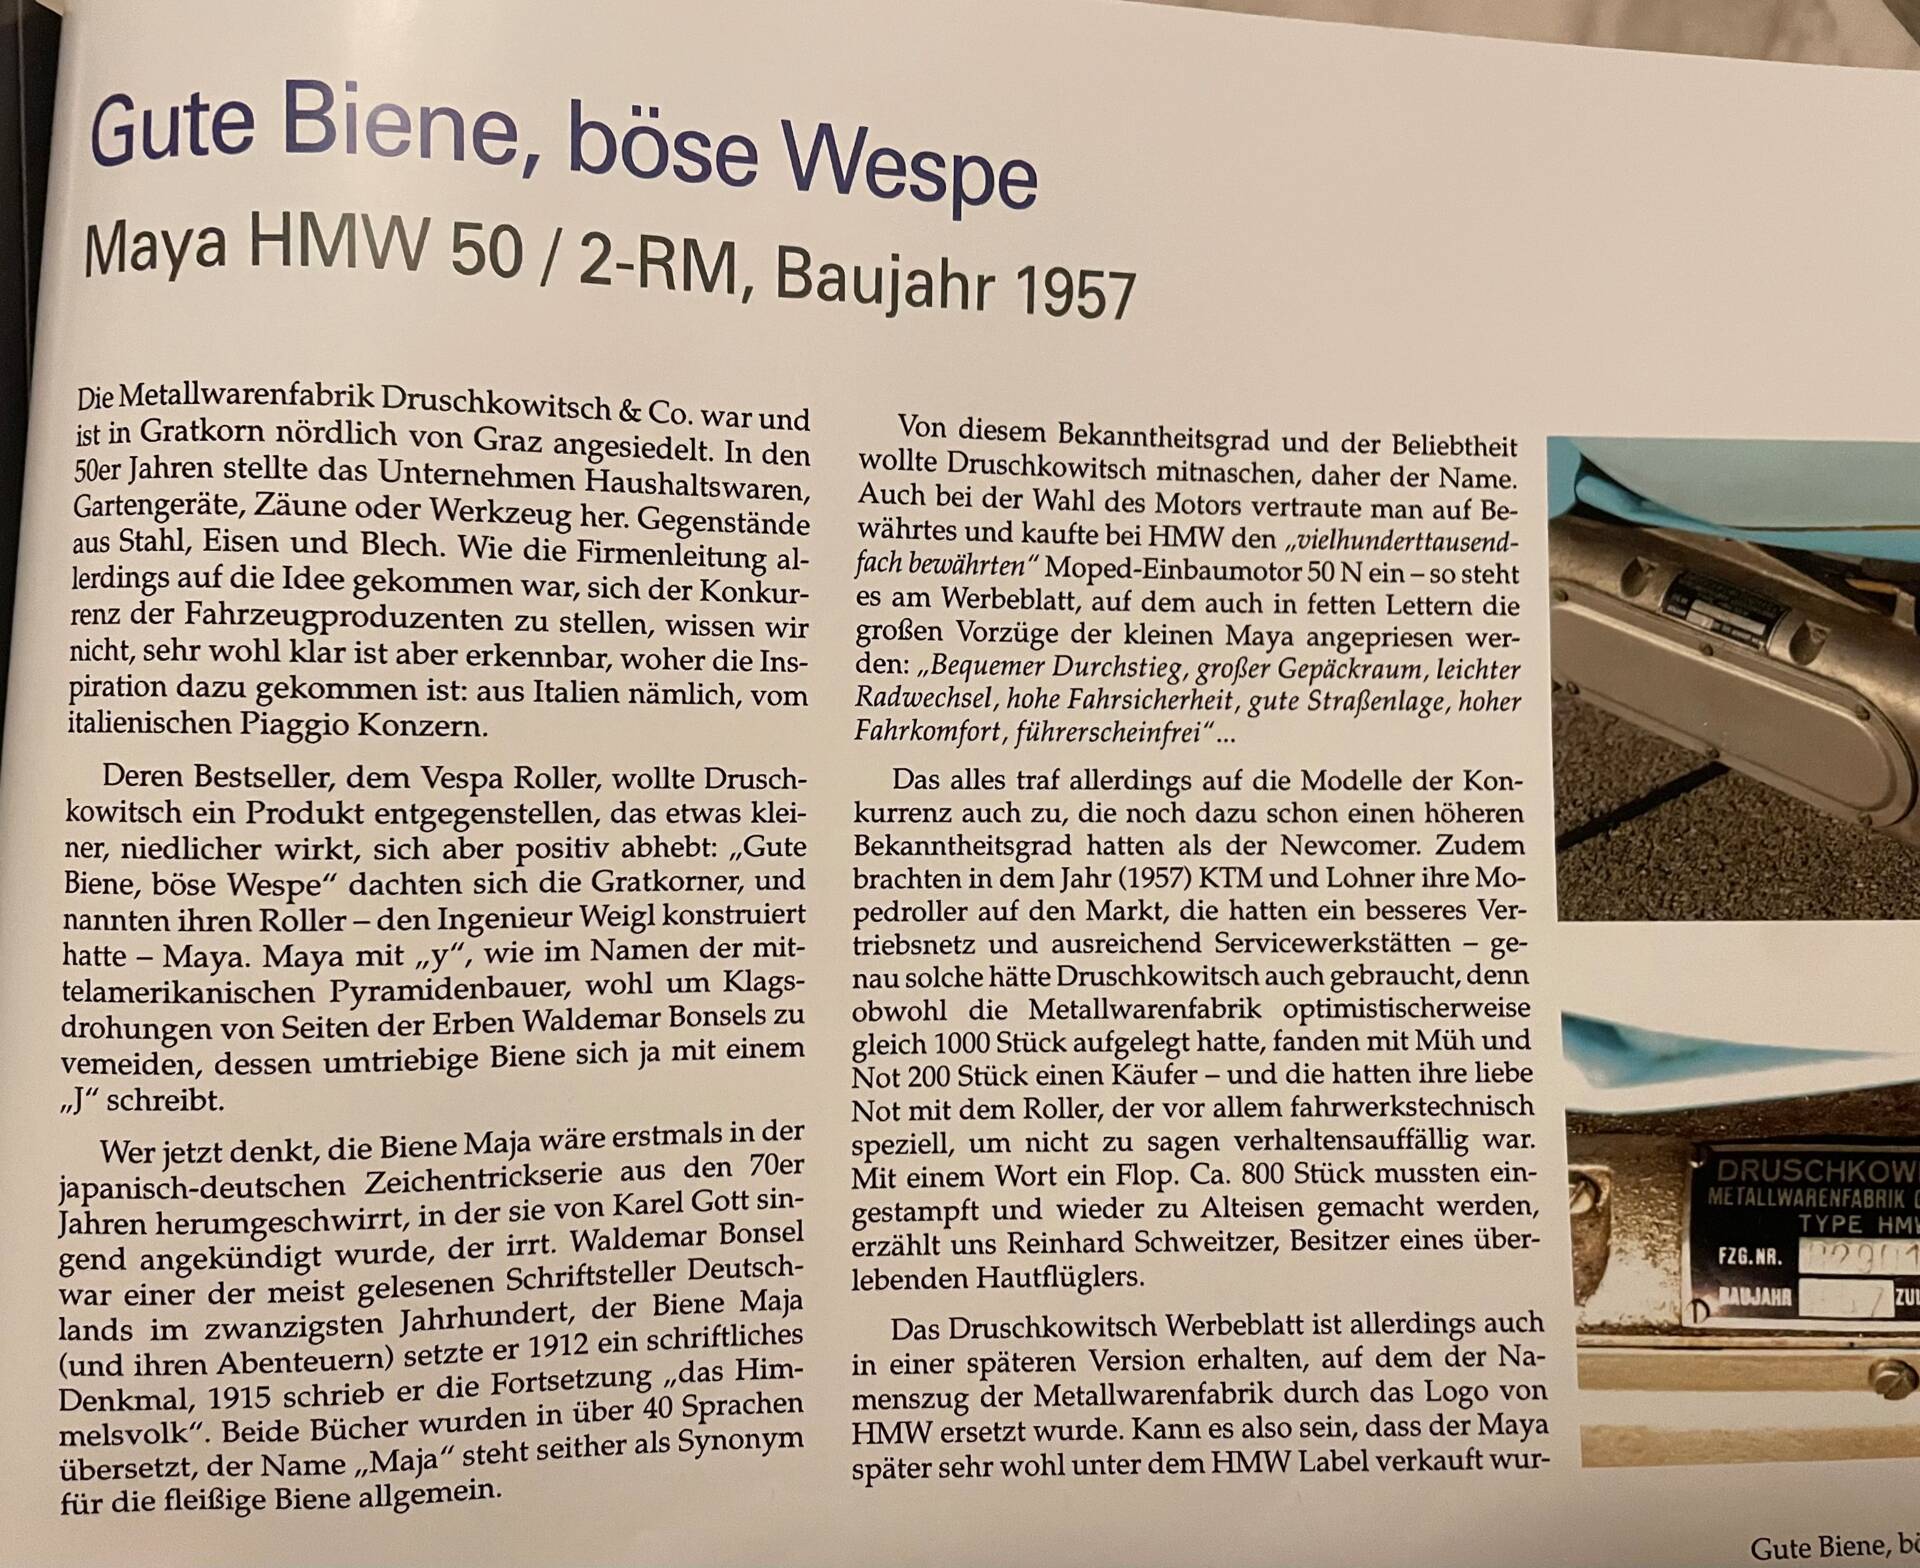 Gute Biene, böse Wespe
Maya HMW 50 / 2-RM, Baujahr 1957
Die Metallwarenfabrik Druschkowitsch & Co. war und
ist in Gratkorn nördlich von Graz angesiedelt. In den
50er Jahren stellte das Unternehmen Haushaltswaren,
Gartengeräte, Zäune oder Werkzeug her. Gegenstände
aus Stahl, Eisen und Blech. Wie die Firmenleitung al-
lerdings auf die Idee gekommen war, sich der Konkur-
renz der Fahrzeugproduzenten zu stellen, wissen wir
nicht, sehr wohl klar ist aber erkennbar, woher die Ins-
piration dazu gekommen ist: aus Italien nämlich, vom
italienischen Piaggio Konzern.
Deren Bestseller, dem Vespa Roller, wollte Drusch-
kowitsch ein Produkt entgegenstellen, das etwas klei-
ner, niedlicher wirkt, sich aber positiv abhebt: „Gute
Biene, böse Wespe“ dachten sich die Gratkorner, und
nannten ihren Roller – den Ingenieur Weigl konstruiert
hatte – Maya. Maya mit „y“, wie im Namen der mit-
telamerikanischen Pyramidenbauer, wohl um Klags-
drohungen von Seiten der Erben Waldemar Bonsels zu
vemeiden, dessen umtriebige Biene sich ja mit einem
„J“ schreibt.
Wer jetzt denkt, die Biene Maja wäre erstmals in der
japanisch-deutschen Zeichentrickserie aus den 70er
Jahren herumgeschwirrt, in der sie von Karel Gott sin-
gend angekündigt wurde, der irrt. Waldemar Bonsel
war einer der meist gelesenen Schriftsteller Deutsch-
lands im zwanzigsten Jahrhundert, der Biene Maja
(und ihren Abenteuern) setzte er 1912 ein schriftliches
Denkmal, 1915 schrieb er die Fortsetzung „das Him-
melsvolk“. Beide Bücher wurden in über 40 Sprachen
übersetzt, der Name „Maja“ steht seither als Synonym
für die fleißige Biene allgemein.
Von diesem Bekanntheitsgrad und der Beliebtheit
wollte Druschkowitsch mitnaschen, daher der Name.
Auch bei der Wahl des Motors vertraute man auf Be-
währtes und kaufte bei HMW den „vielhunderttausend-
fach bewährten“ Moped-Einbaumotor 50 N ein – so steht
es am Werbeblatt, auf dem auch in fetten Lettern die
großen Vorzüge der kleinen Maya angepriesen wer-
den: „Bequemer Durchstieg, großer Gepäckraum, leichter
Radwechsel, hohe Fahrsicherheit, gute Straßenlage, hoher
Fahrkomfort, führerscheinfrei“...
Das alles traf allerdings auf die Modelle der Kon-
kurrenz auch zu, die noch dazu schon einen höheren
Bekanntheitsgrad hatten als der Newcomer. Zudem
brachten in dem Jahr (1957) KTM und Lohner ihre Mo-
pedroller auf den Markt, die hatten ein besseres Ver-
triebsnetz und ausreichend Servicewerkstätten – ge-
nau solche hätte Druschkowitsch auch gebraucht, denn
obwohl die Metallwarenfabrik optimistischerweise
gleich 1000 Stück aufgelegt hatte, fanden mit Müh und
Not 200 Stück einen Käufer – und die hatten ihre liebe
Not mit dem Roller, der vor allem fahrwerkstechnisch
speziell, um nicht zu sagen verhaltensauffällig war.
Mit einem Wort ein Flop. Ca. 800 Stück mussten ein-
gestampft und wieder zu Alteisen gemacht werden,
erzählt uns Reinhard Schweitzer, Besitzer eines über-
lebenden Hautflüglers.
Das Druschkowitsch Werbeblatt ist allerdings auch
in einer späteren Version erhalten, auf dem der Na-
menszug der Metallwarenfabrik durch das Logo von
HMW ersetzt wurde. Kann es also sein, dass der Maya
später sehr wohl unter dem HMW Label verkauft wur-
DRUSCHKOW
METALLWARENFABRIK
TYPE HMW
FZG.NR.
BAUJAHR
Gute Biene, bö